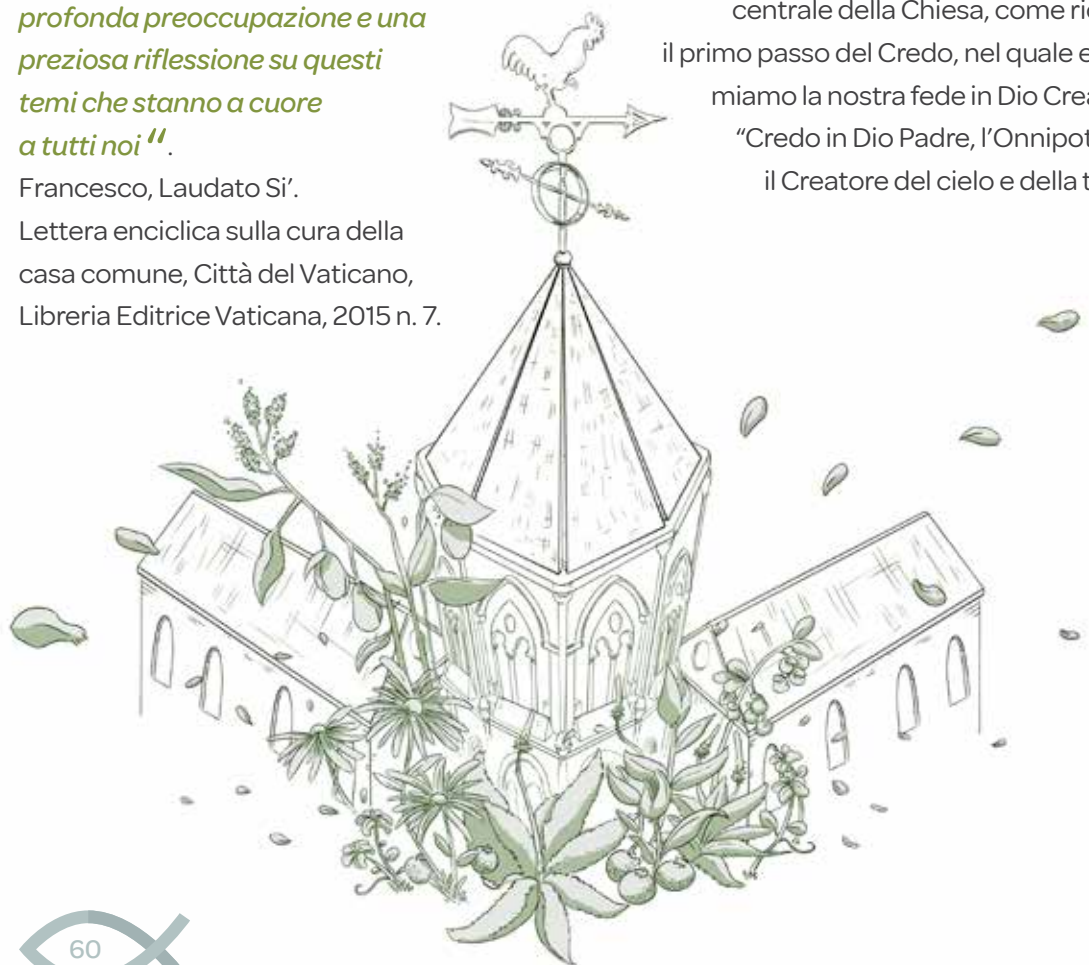 profonda preoccupazione e una
preziosa riflessione su questi
temi che stanno a cuore
a tutti noi “.
Francesco, Laudato Si’.
Lettera enciclica sulla cura della
casa comune, Città del Vaticano,
Libreria Editrice Vaticana, 2015 n. 7.
centrale della Chiesa, come
il primo passo del Credo, nel quale
miamo la nostra fede in Dio
“Credo in Dio Padre,
il Creatore del cielo e della
60